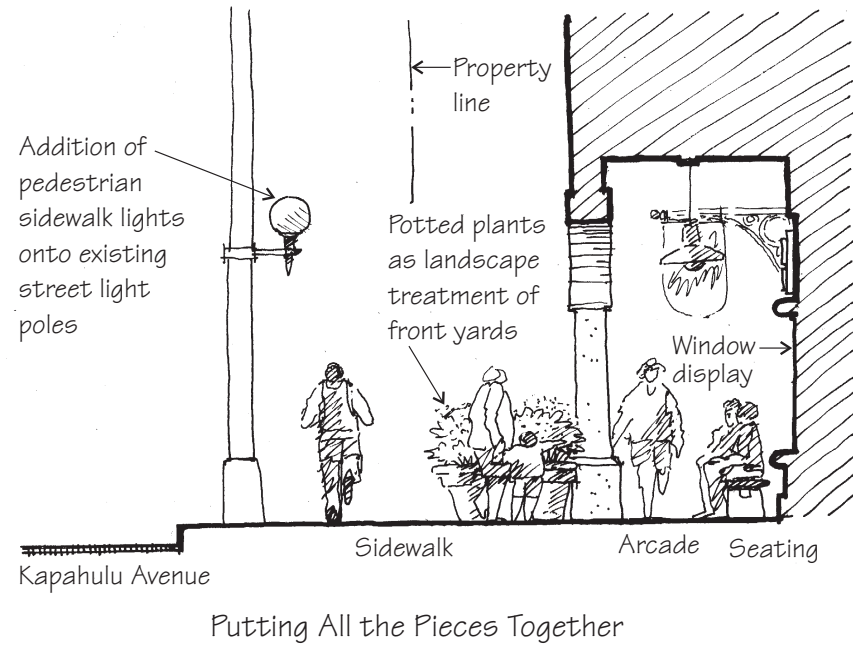 Property
line
Addition of
pedestrian
sidewalk lights
onto existing
street light
poles
Potted plants
as landscape
treatment of
front yards
Window
display
Sidewalk
Arcade
Seating
Kapahulu Avenue
Putting All the Pieces Together